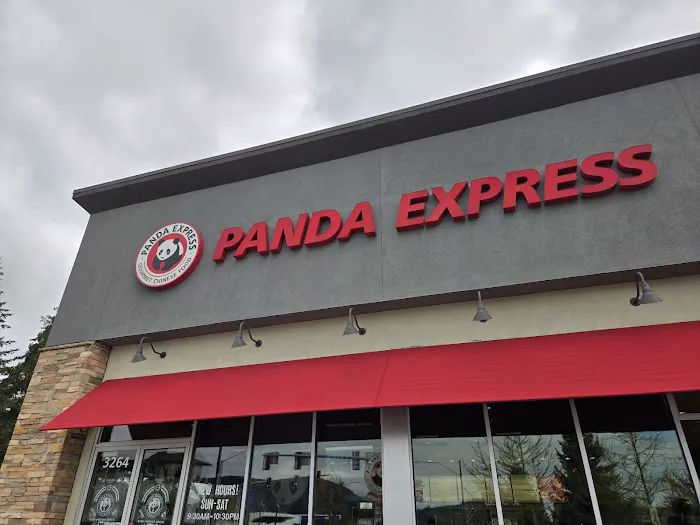 PANDA EXPRESS
PANDA EXPRESS
GOURMET CHINESE FOOD
3264
NEW HOURS!
SUN-SAT
9:30AM-10:30PM